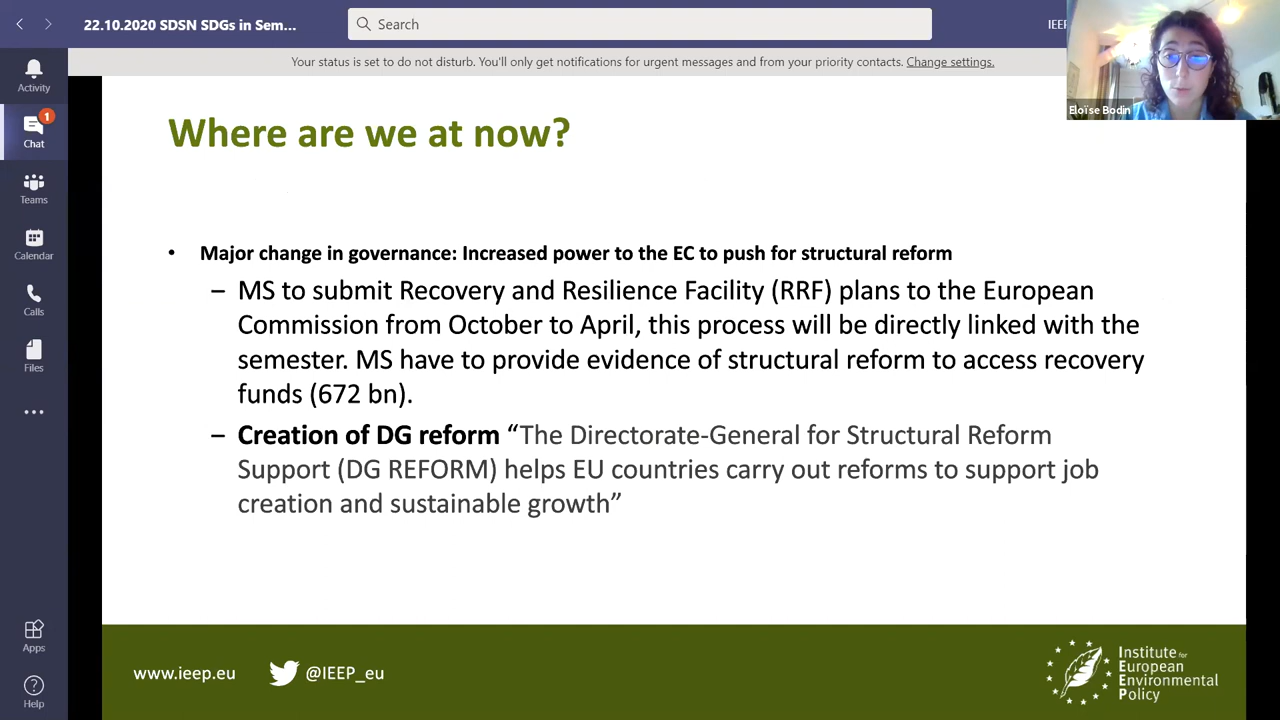 22.10.2020 SDSN SDGs in Sem...
Search
IEEP
Your status is set to do not disturb. You'll only get notifications for urgent messages and from your priority contacts. Change settings.
Eloïse Bodin
Activity
1
Chat
Teams
Calendar
Calls
Files
Apps
Help
Where are we at now?
• Major change in governance: Increased power to the EC to push for structural reform
– MS to submit Recovery and Resilience Facility (RRF) plans to the European
Commission from October to April, this process will be directly linked with the
semester. MS have to provide evidence of structural reform to access recovery
funds (672 bn).
– Creation of DG reform “The Directorate-General for Structural Reform
Support (DG REFORM) helps EU countries carry out reforms to support job
creation and sustainable growth”
www.ieep.eu
@IEEP_eu
Institute for
European
Environmental
Policy